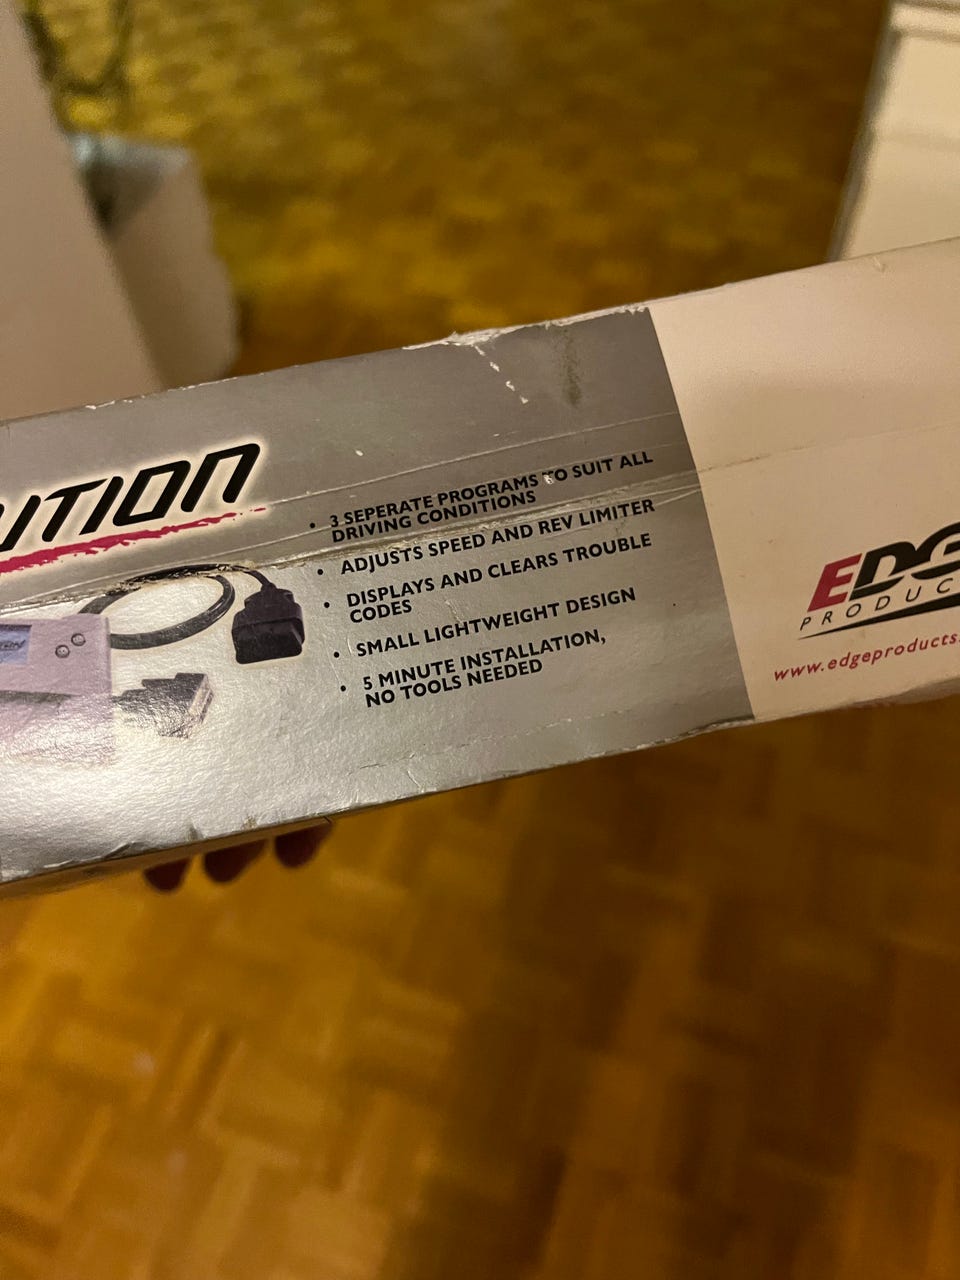 UTION
• 3 SEPERATE PROGRAMS TO SUIT ALL
DRIVING CONDITIONS
• ADJUSTS SPEED AND REV LIMITER
• DISPLAYS AND CLEARS TROUBLE
CODES
• SMALL LIGHTWEIGHT DESIGN
• 5 MINUTE INSTALLATION,
NO TOOLS NEEDED
EDGE
PRODUC
www.edgeproducts.